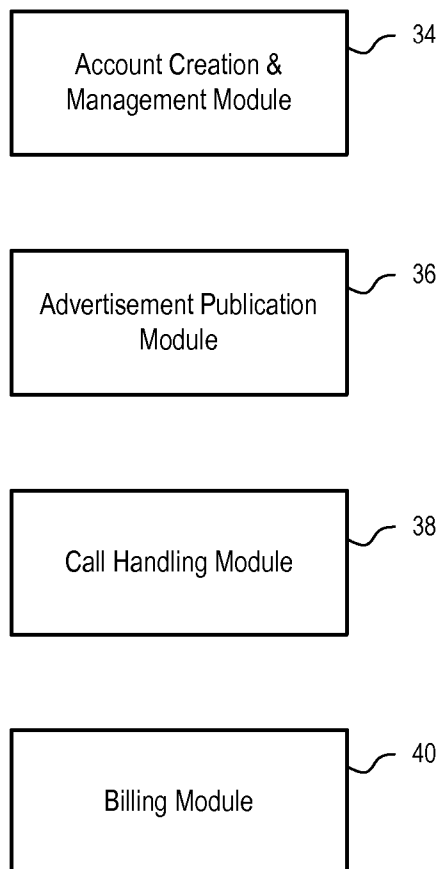 34
Account Creation &
Management Module
36
Advertisement Publication
Module
38
Call Handling Module
40
Billing Module